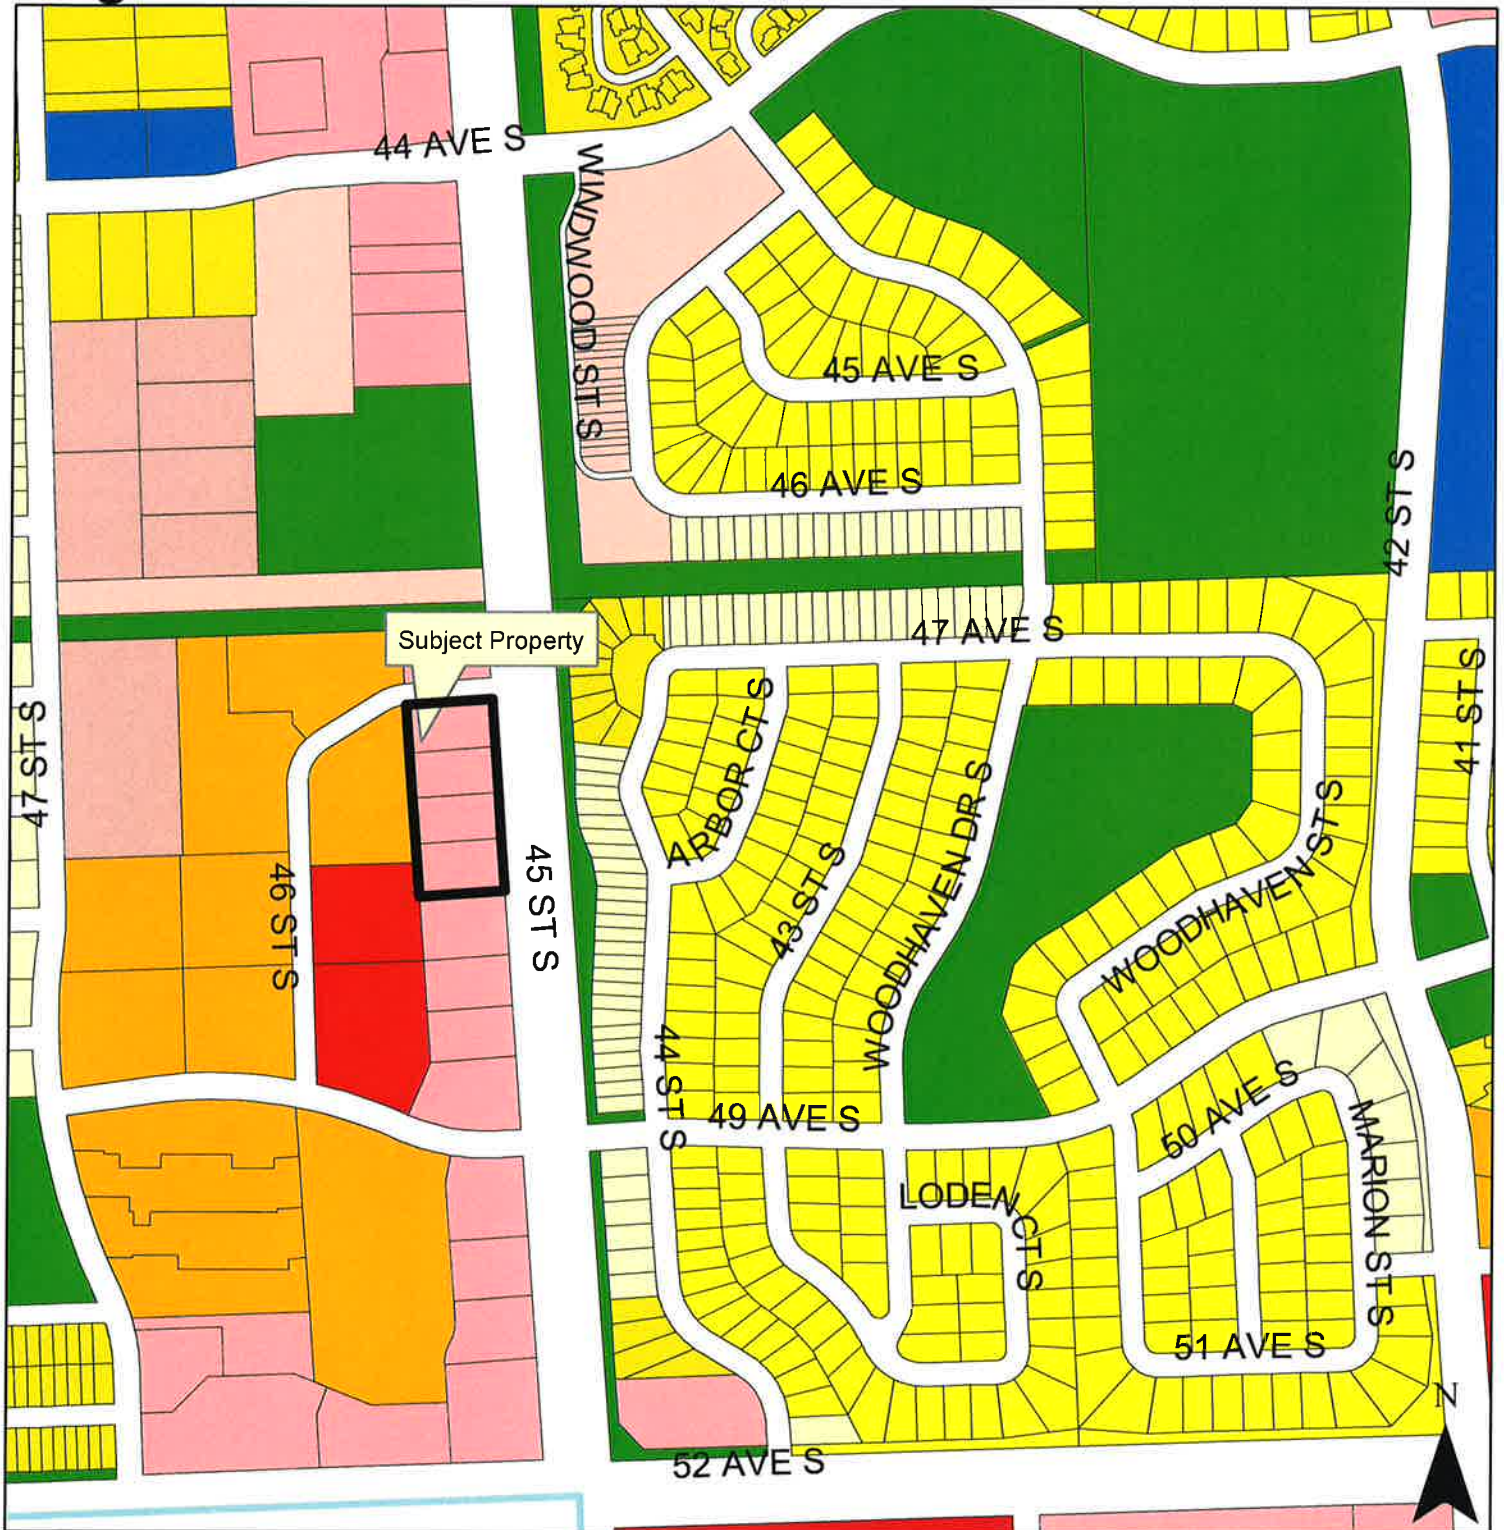 44 AVE S
WINDWOOD ST S
45 AVE S
46 AVE S
42 ST S
47 AVE S
Subject Property
41 ST S
47 ST S
ARBOR CT S
43 ST S
WOODHAVEN DR S
WOODHAVEN ST S
45 ST S
46 ST S
44 ST S
49 AVE S
50 AVE S
MARION ST S
LODEN CT S
51 AVE S
N
52 AVE S